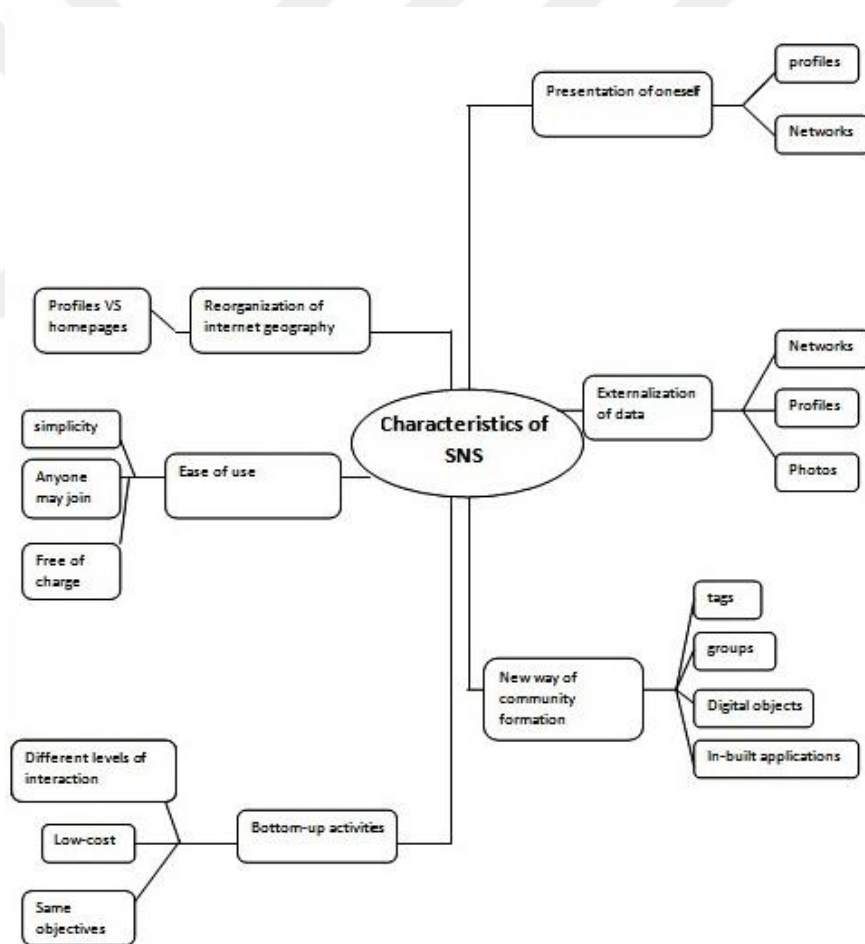 profiles
Presentation of oneself
Networks
Profiles VS
homepages
Reorganization of
internet geography
Networks
Externalization
of data
Profiles
Photos
Characteristics of
SNS
simplicity
Anyone
may join
Ease of use
Free of
charge
tags
groups
New way of
community
formation
Digital objects
In-built applications
Different levels of
interaction
Low-cost
Bottom-up activities
Same
objectives